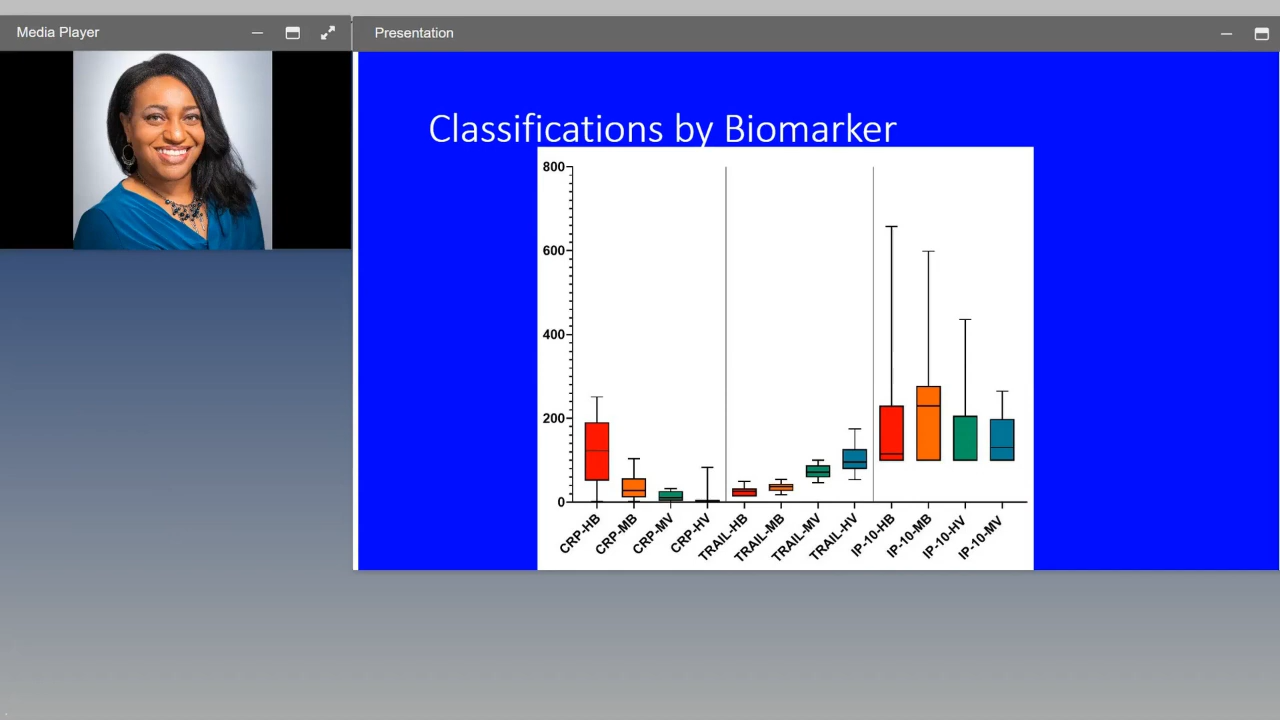 Media Player
Presentation
Classifications by Biomarker
800
600
400
200
0
CRP-HB
CRP-MB
CRP-MV
CRP-HV
TRAIL-HB
TRAIL-MB
TRAIL-MV
TRAIL-HV
IP-10-HB
IP-10-MB
IP-10-HV
IP-10-MV